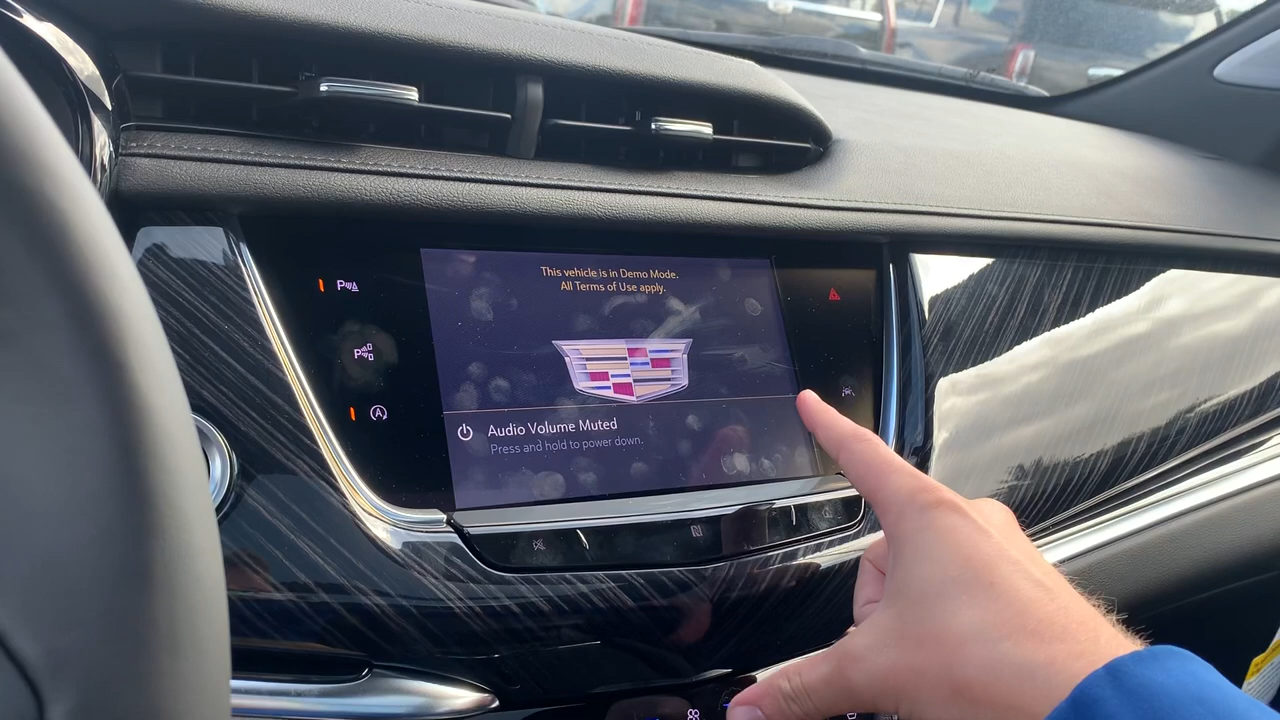 This vehicle is in Demo Mode.
All Terms of Use apply.
P
P
A
Audio Volume Muted
Press and hold to power down.